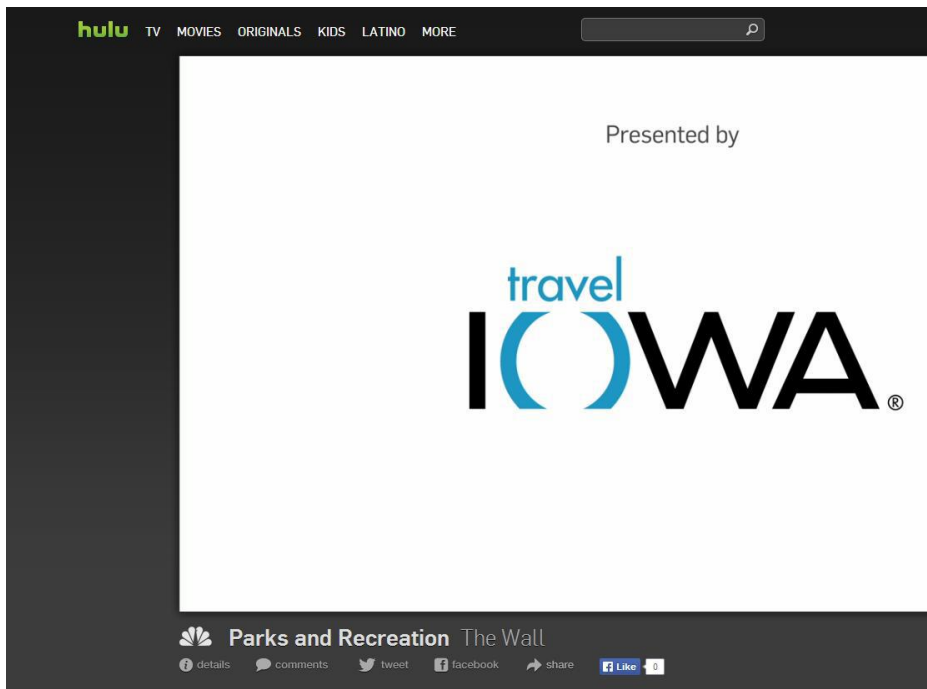 hulu TV MOVIES ORIGINALS KIDS LATINO MORE
Presented by
travel
IOWA®
Parks and Recreation The Wall
details comments tweet facebook share Like 0